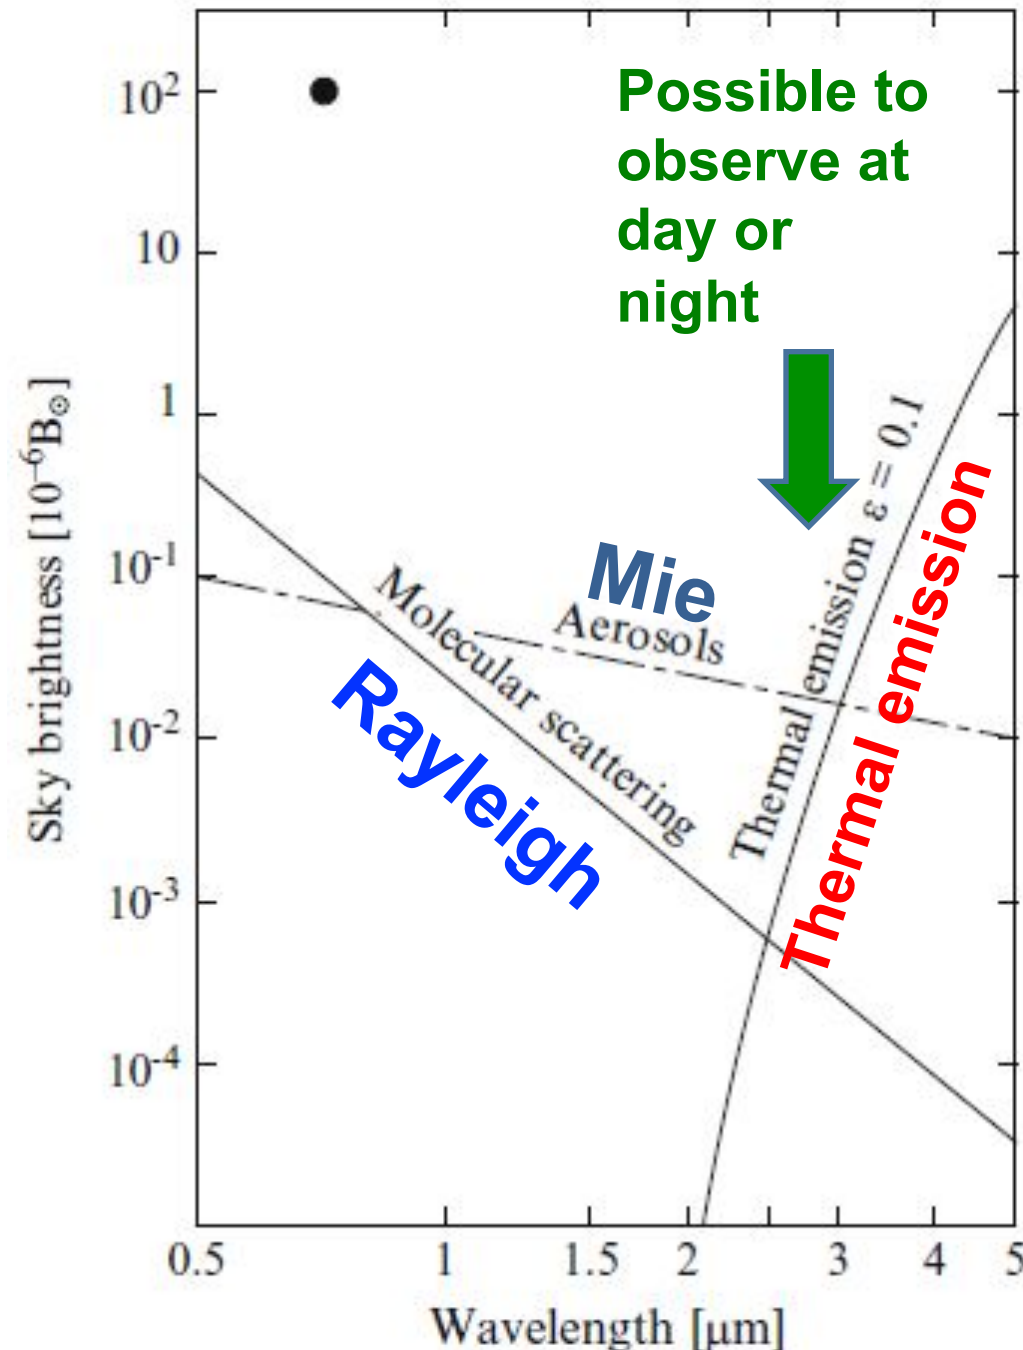 Possible to
observe at
day or
night
10²
10
1
10⁻¹
10⁻²
10⁻³
10⁻⁴
Sky brightness [10⁻⁶B☉]
Mie
Aerosols
Molecular scattering
Rayleigh
Thermal emission ε = 0.1
Thermal emission
0.5 1 1.5 2 3 4 5
Wavelength [μm]